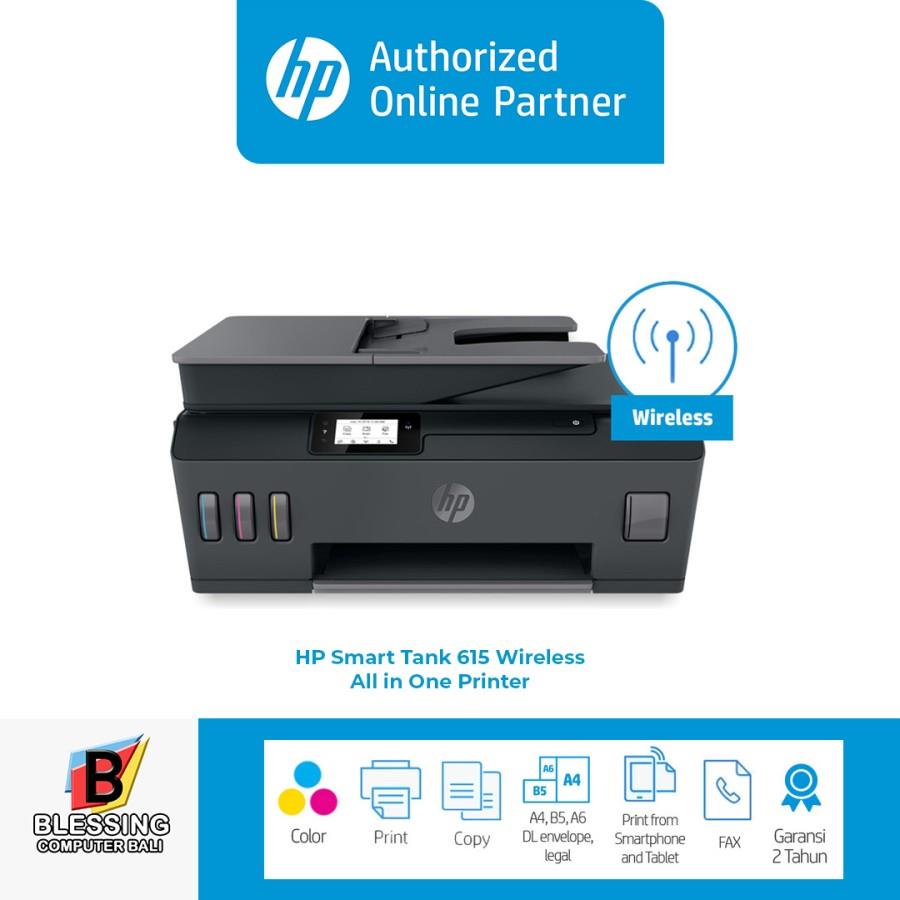 hp
Authorized
Online Partner
Wireless
hp
HP Smart Tank 615 Wireless
All in One Printer
B
BLESSING
COMPUTER BALI
Color
Print
Copy
A6
B5
A4
A4, B5, A6
DL envelope,
legal
Print from
Smartphone
and Tablet
FAX
Garansi
2 Tahun